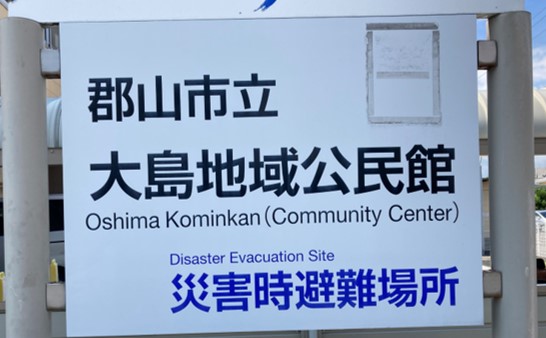 郡山市立
大島地域公民館
Oshima Kominkan(Community Center)
Disaster Evacuation Site
災害時避難場所